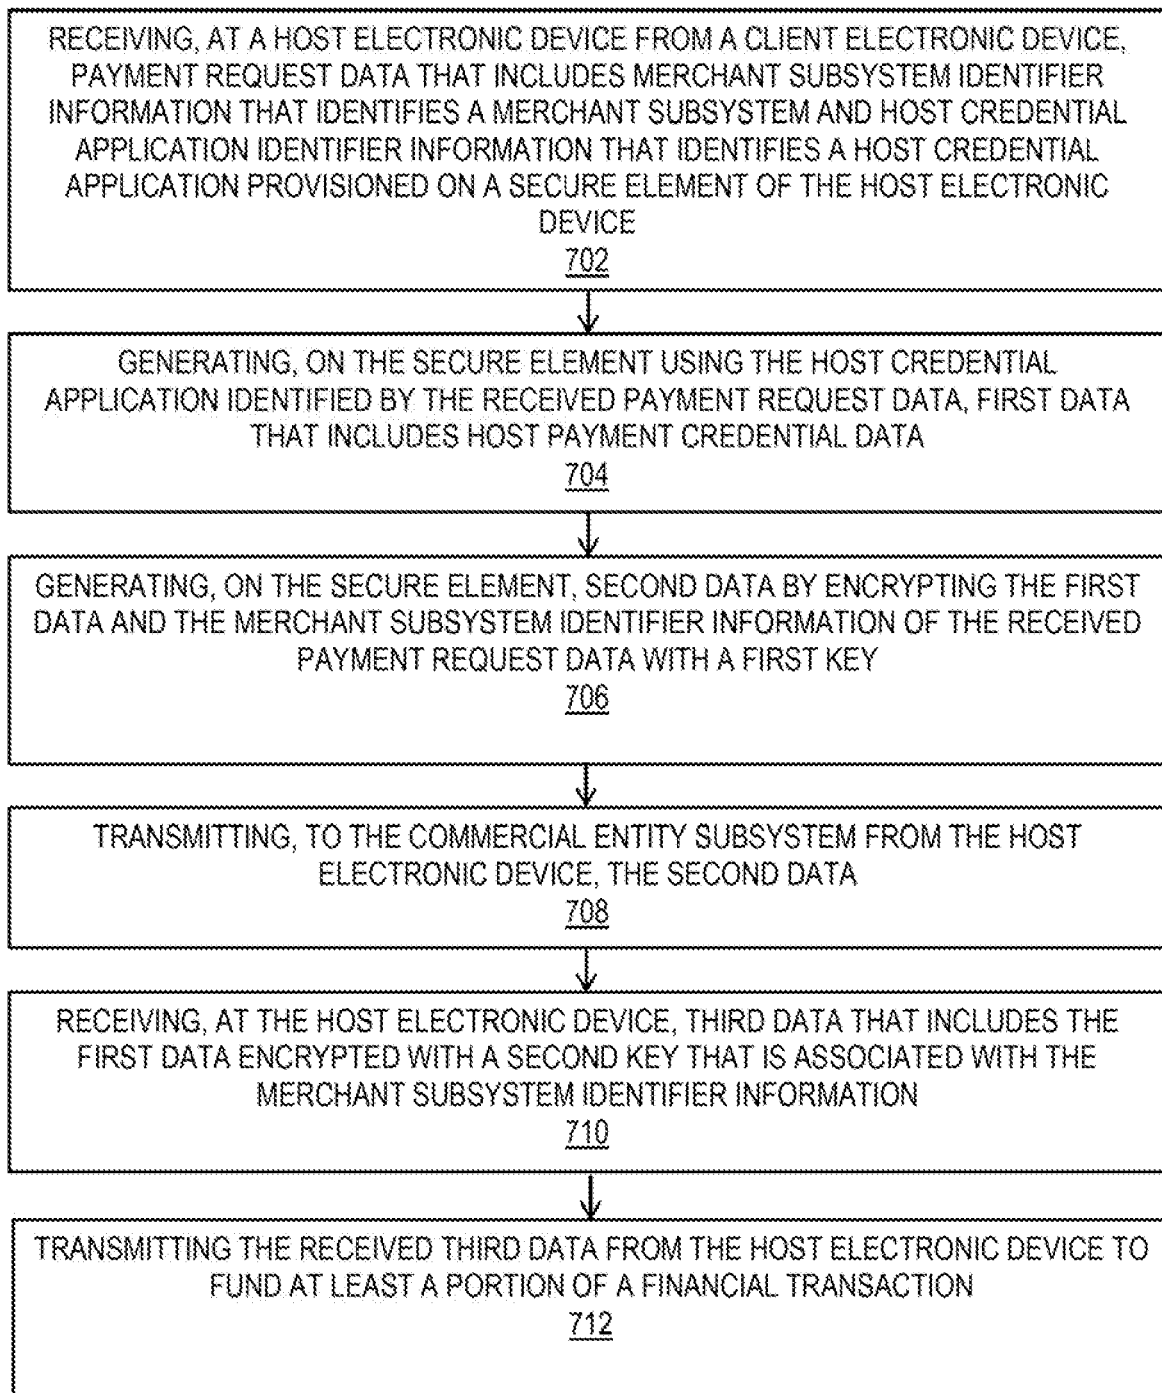 RECEIVING, AT A HOST ELECTRONIC DEVICE FROM A CLIENT ELECTRONIC DEVICE,
PAYMENT REQUEST DATA THAT INCLUDES MERCHANT SUBSYSTEM IDENTIFIER
INFORMATION THAT IDENTIFIES A MERCHANT SUBSYSTEM AND HOST CREDENTIAL
APPLICATION IDENTIFIER INFORMATION THAT IDENTIFIES A HOST CREDENTIAL
APPLICATION PROVISIONED ON A SECURE ELEMENT OF THE HOST ELECTRONIC
DEVICE
702
GENERATING, ON THE SECURE ELEMENT USING THE HOST CREDENTIAL
APPLICATION IDENTIFIED BY THE RECEIVED PAYMENT REQUEST DATA, FIRST DATA
THAT INCLUDES HOST PAYMENT CREDENTIAL DATA
704
GENERATING, ON THE SECURE ELEMENT, SECOND DATA BY ENCRYPTING THE FIRST
DATA AND THE MERCHANT SUBSYSTEM IDENTIFIER INFORMATION OF THE RECEIVED
PAYMENT REQUEST DATA WITH A FIRST KEY
706
TRANSMITTING, TO THE COMMERCIAL ENTITY SUBSYSTEM FROM THE HOST
ELECTRONIC DEVICE, THE SECOND DATA
708
RECEIVING, AT THE HOST ELECTRONIC DEVICE, THIRD DATA THAT INCLUDES THE
FIRST DATA ENCRYPTED WITH A SECOND KEY THAT IS ASSOCIATED WITH THE
MERCHANT SUBSYSTEM IDENTIFIER INFORMATION
710
TRANSMITTING THE RECEIVED THIRD DATA FROM THE HOST ELECTRONIC DEVICE TO
FUND AT LEAST A PORTION OF A FINANCIAL TRANSACTION
712